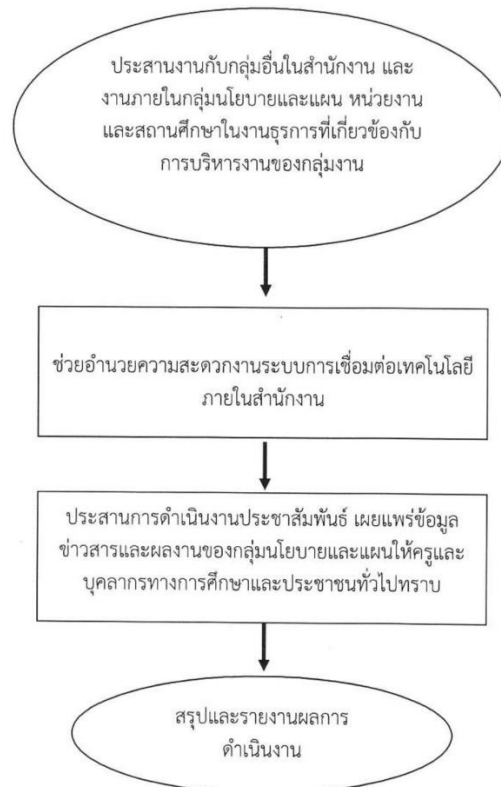 ประสานงานกับกลุ่มอื่นในสำนักงาน และ
งานภายในกลุ่มนโยบายและแผน หน่วยงาน
และสถานศึกษาในงานธุรการที่เกี่ยวข้องกับ
การบริหารงานของกลุ่มงาน
ช่วยอำนวยความสะดวกงานระบบการเชื่อมต่อเทคโนโลยี
ภายในสำนักงาน
ประสานการดำเนินงานประชาสัมพันธ์ เผยแพร่ข้อมูล
ข่าวสารและผลงานของกลุ่มนโยบายและแผนให้ครูและ
บุคลากรทางการศึกษาและประชาชนทั่วไปทราบ
สรุปและรายงานผลการ
ดำเนินงาน